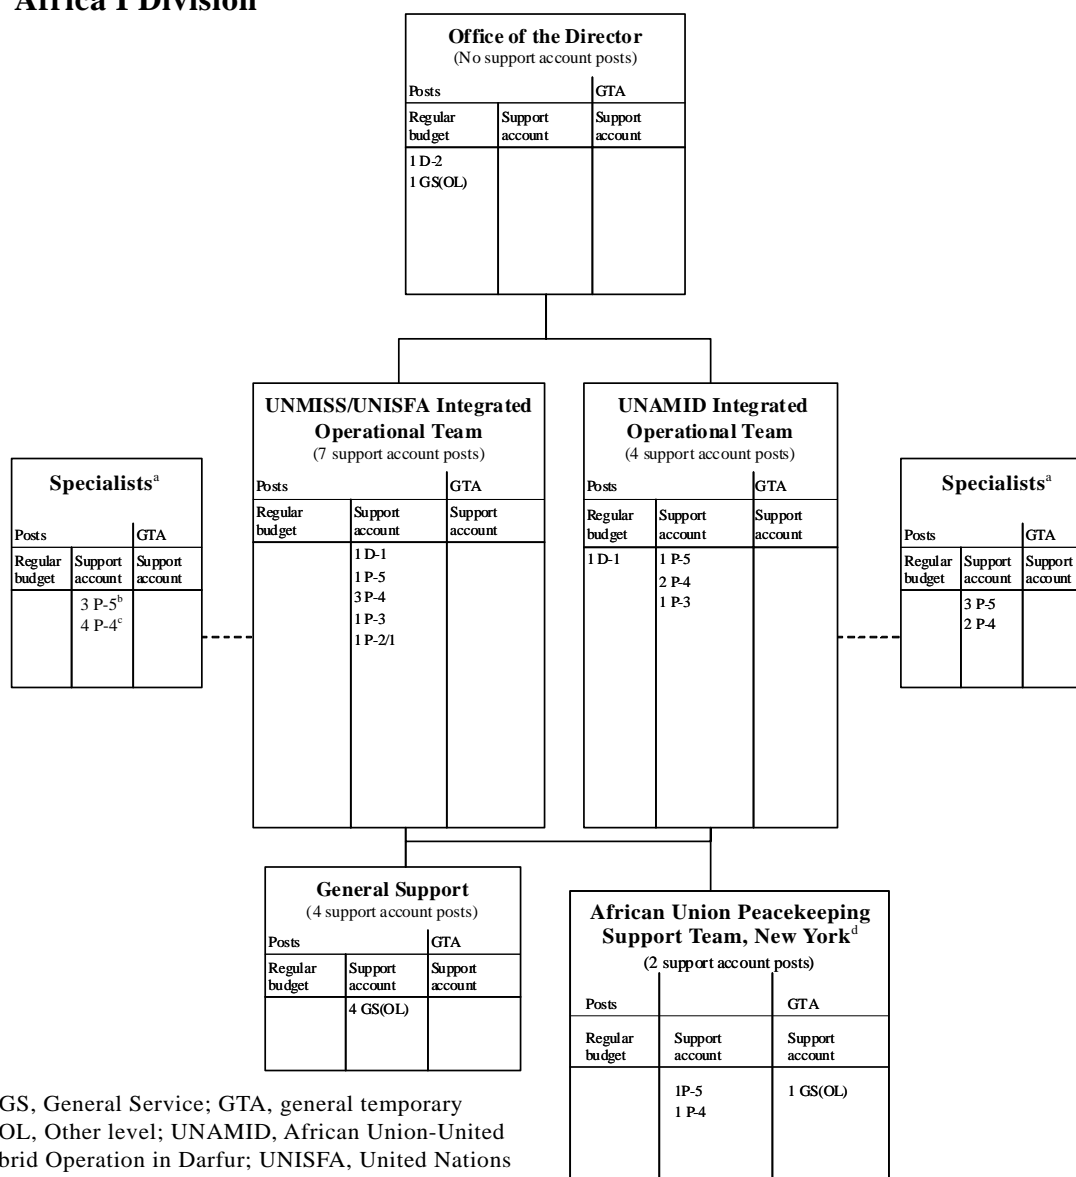 Africa I Division
Office of the Director
(No support account posts)
Posts GTA
Regular budget Support account Support account
1 D-2
1 GS(OL)
UNMISS/UNISFA Integrated
Operational Team
(7 support account posts)
Posts GTA
Regular budget Support account Support account
1 D-1
1 P-5
3 P-4
1 P-3
1 P-2/1
UNAMID Integrated
Operational Team
(4 support account posts)
Posts GTA
Regular budget Support account Support account
1 D-1 1 P-5
2 P-4
1 P-3
Specialistsᵃ
Posts GTA
Regular budget Support account Support account
3 P-5ᵇ
4 P-4ᶜ
Specialistsᵃ
Posts GTA
Regular budget Support account Support account
3 P-5
2 P-4
General Support
(4 support account posts)
Posts GTA
Regular budget Support account Support account
4 GS(OL)
African Union Peacekeeping
Support Team, New Yorkᵈ
(2 support account posts)
Posts GTA
Regular budget Support account Support account
1P-5 1 GS(OL)
1 P-4
GS, General Service; GTA, general temporary
OL, Other level; UNAMID, African Union-United
brid Operation in Darfur; UNISFA, United Nations